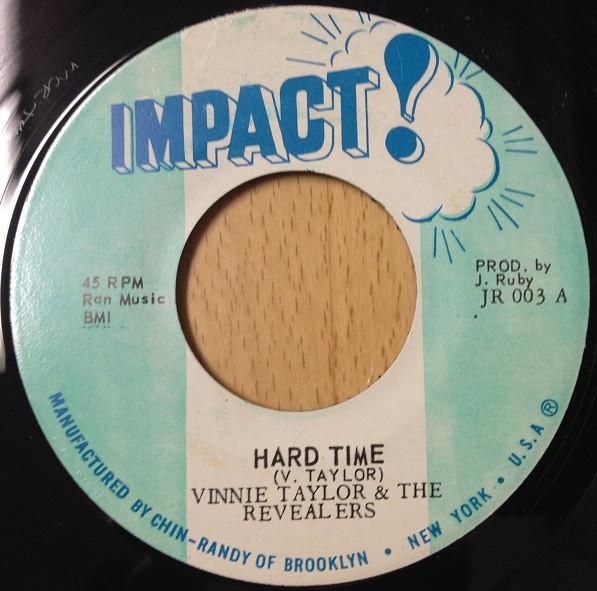 IMPACT!
45 RPM
Ran Music
BMI
PROD. by
J. Ruby
JR 003 A
HARD TIME
(V. TAYLOR)
VINNIE TAYLOR & THE
REVEALERS
MANUFACTURED BY CHIN-RANDY OF BROOKLYN • NEW YORK • U.S.A ®